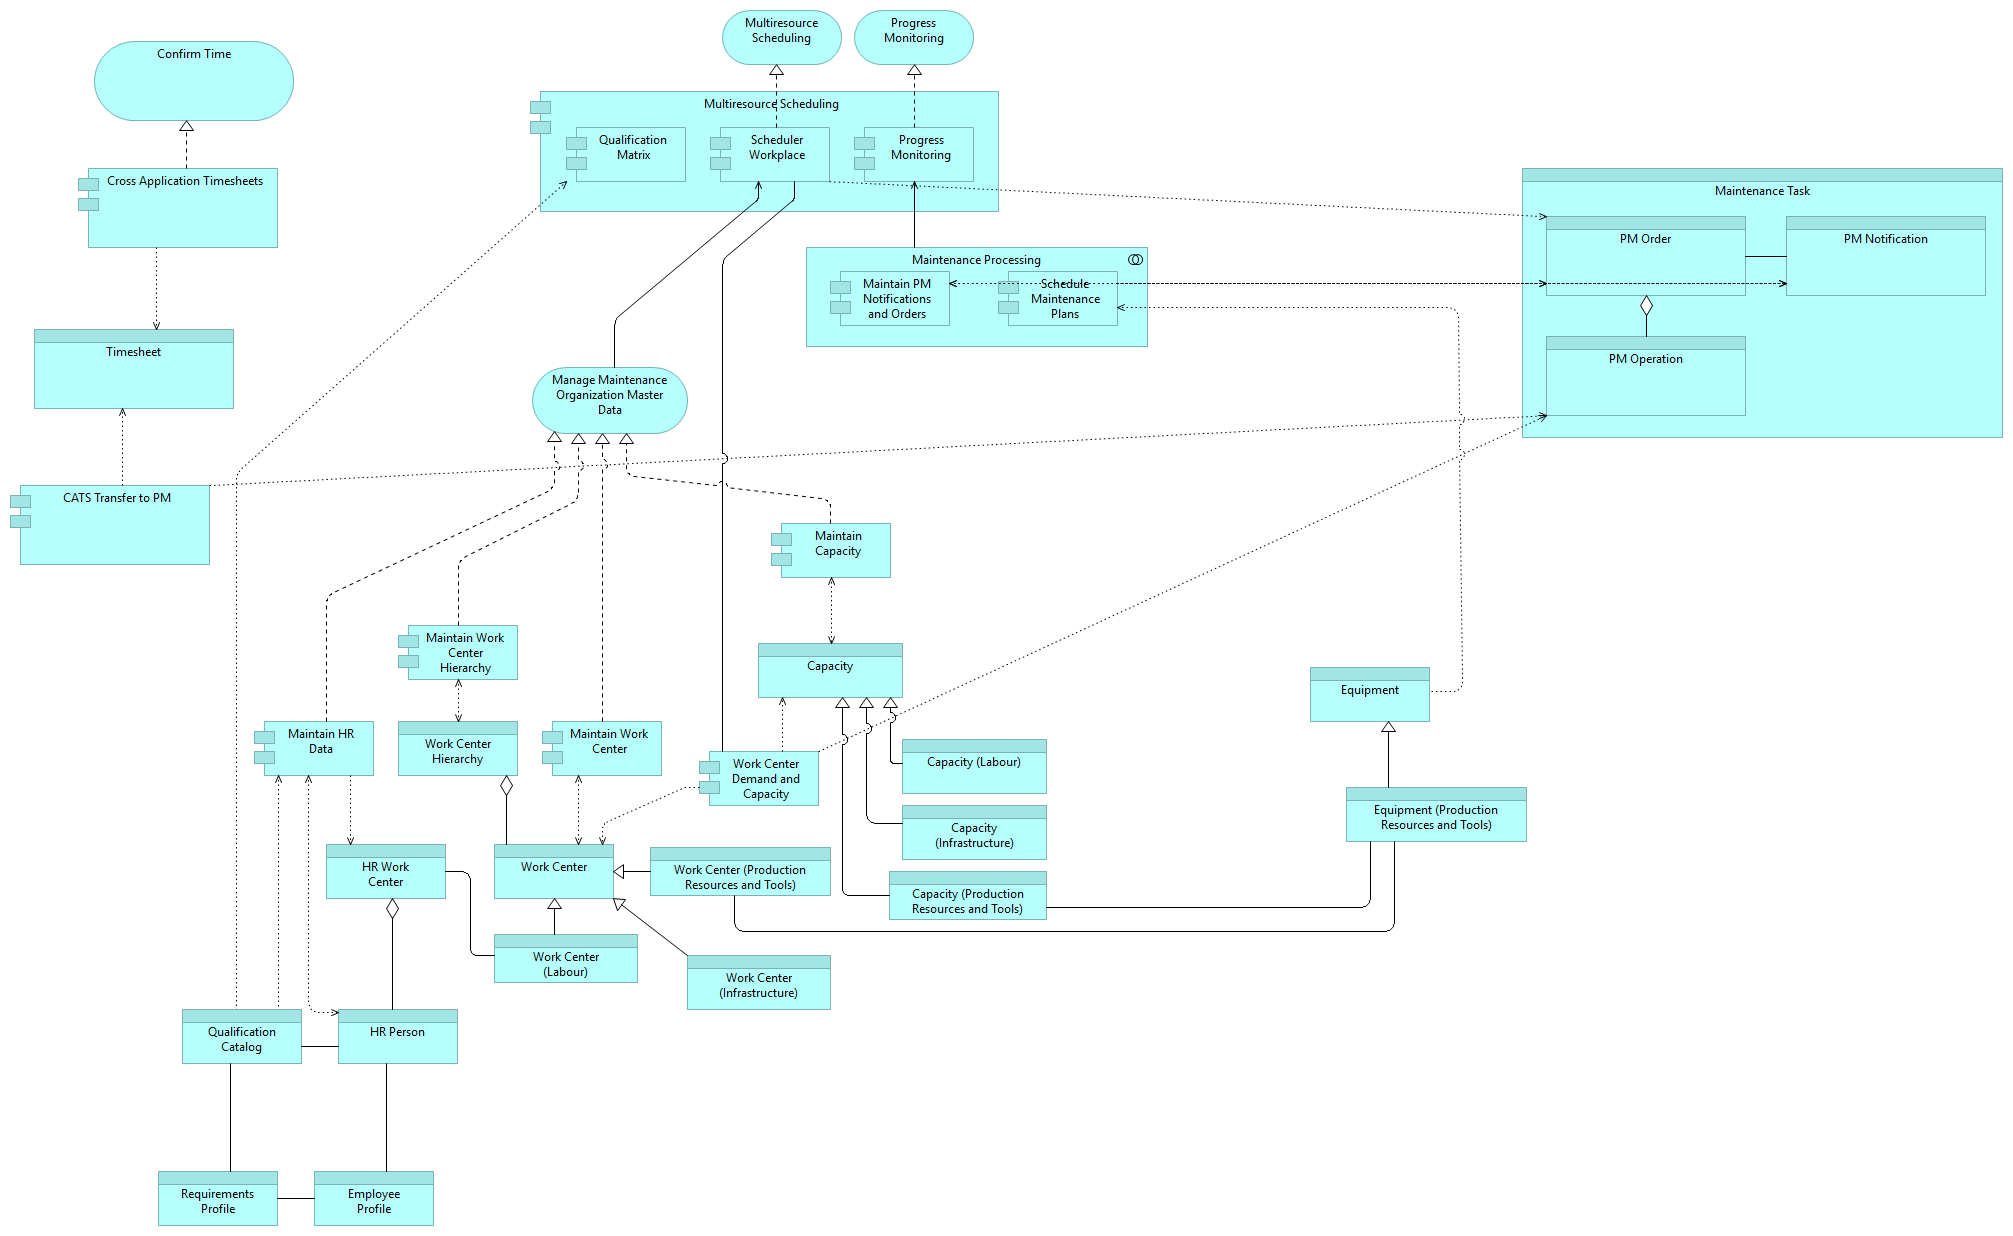 Multiresource
Scheduling
Progress
Monitoring
Confirm Time
Multiresource Scheduling
Qualification
Matrix
Scheduler
Workplace
Progress
Monitoring
Cross Application Timesheets
Maintenance Task
PM Order
PM Notification
Maintenance Processing
Maintain PM
Notifications
and Orders
Schedule
Maintenance
Plans
Timesheet
PM Operation
Manage Maintenance
Organization Master
Data
CATS Transfer to PM
Maintain
Capacity
Maintain Work
Center
Hierarchy
Capacity
Equipment
Maintain HR
Data
Work Center
Hierarchy
Maintain Work
Center
Work Center
Demand and
Capacity
Capacity (Labour)
Equipment (Production
Resources and Tools)
Capacity
(Infrastructure)
HR Work
Center
Work Center
Work Center (Production
Resources and Tools)
Capacity (Production
Resources and Tools)
Work Center
(Labour)
Work Center
(Infrastructure)
Qualification
Catalog
HR Person
Requirements
Profile
Employee
Profile